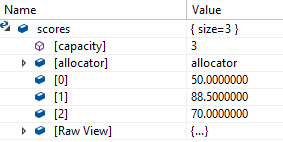 Name Value
scores { size=3 }
[capacity] 3
[allocator] allocator
[0] 50.0000000
[1] 88.5000000
[2] 70.0000000
[Raw View] {...}